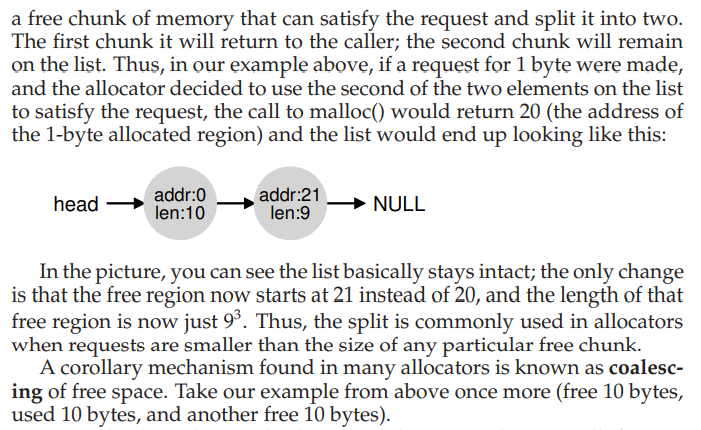 a free chunk of memory that can satisfy the request and split it into two.
The first chunk it will return to the caller; the second chunk will remain
on the list. Thus, in our example above, if a request for 1 byte were made,
and the allocator decided to use the second of the two elements on the list
to satisfy the request, the call to malloc() would return 20 (the address of
the 1-byte allocated region) and the list would end up looking like this:
head
addr:0
len:10
addr:21
len:9
NULL
In the picture, you can see the list basically stays intact; the only change
is that the free region now starts at 21 instead of 20, and the length of that
free region is now just 9³. Thus, the split is commonly used in allocators
when requests are smaller than the size of any particular free chunk.
A corollary mechanism found in many allocators is known as coalesc-
ing of free space. Take our example from above once more (free 10 bytes,
used 10 bytes, and another free 10 bytes).